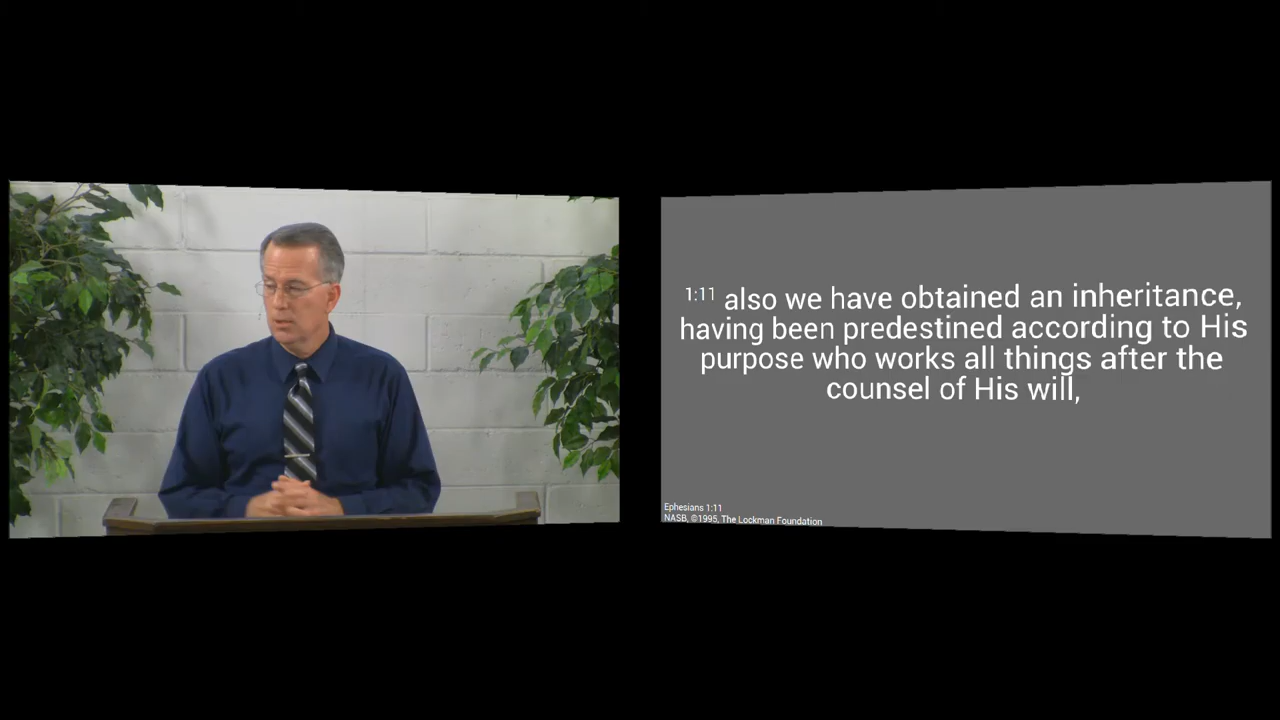 1:11 also we have obtained an inheritance,
having been predestined according to His
purpose who works all things after the
counsel of His will,
Ephesians 1:11
NASB, ©1995, The Lockman Foundation